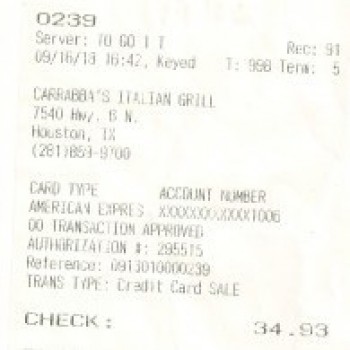 0239
Server: TO GO I T Rec: 91
09/16/13 16:42, Keyed T: 998 Term: 5
CARRABBA'S ITALIAN GRILL
7540 Hwy. 6 N.
Houston, TX
(281)859-9700
CARD TYPE ACCOUNT NUMBER
AMERICAN EXPRES XXXXXXXXXXX1006
00 TRANSACTION APPROVED
AUTHORIZATION #: 295515
Reference: 0913010000239
TRANS TYPE: Credit Card SALE
CHECK: 34.93